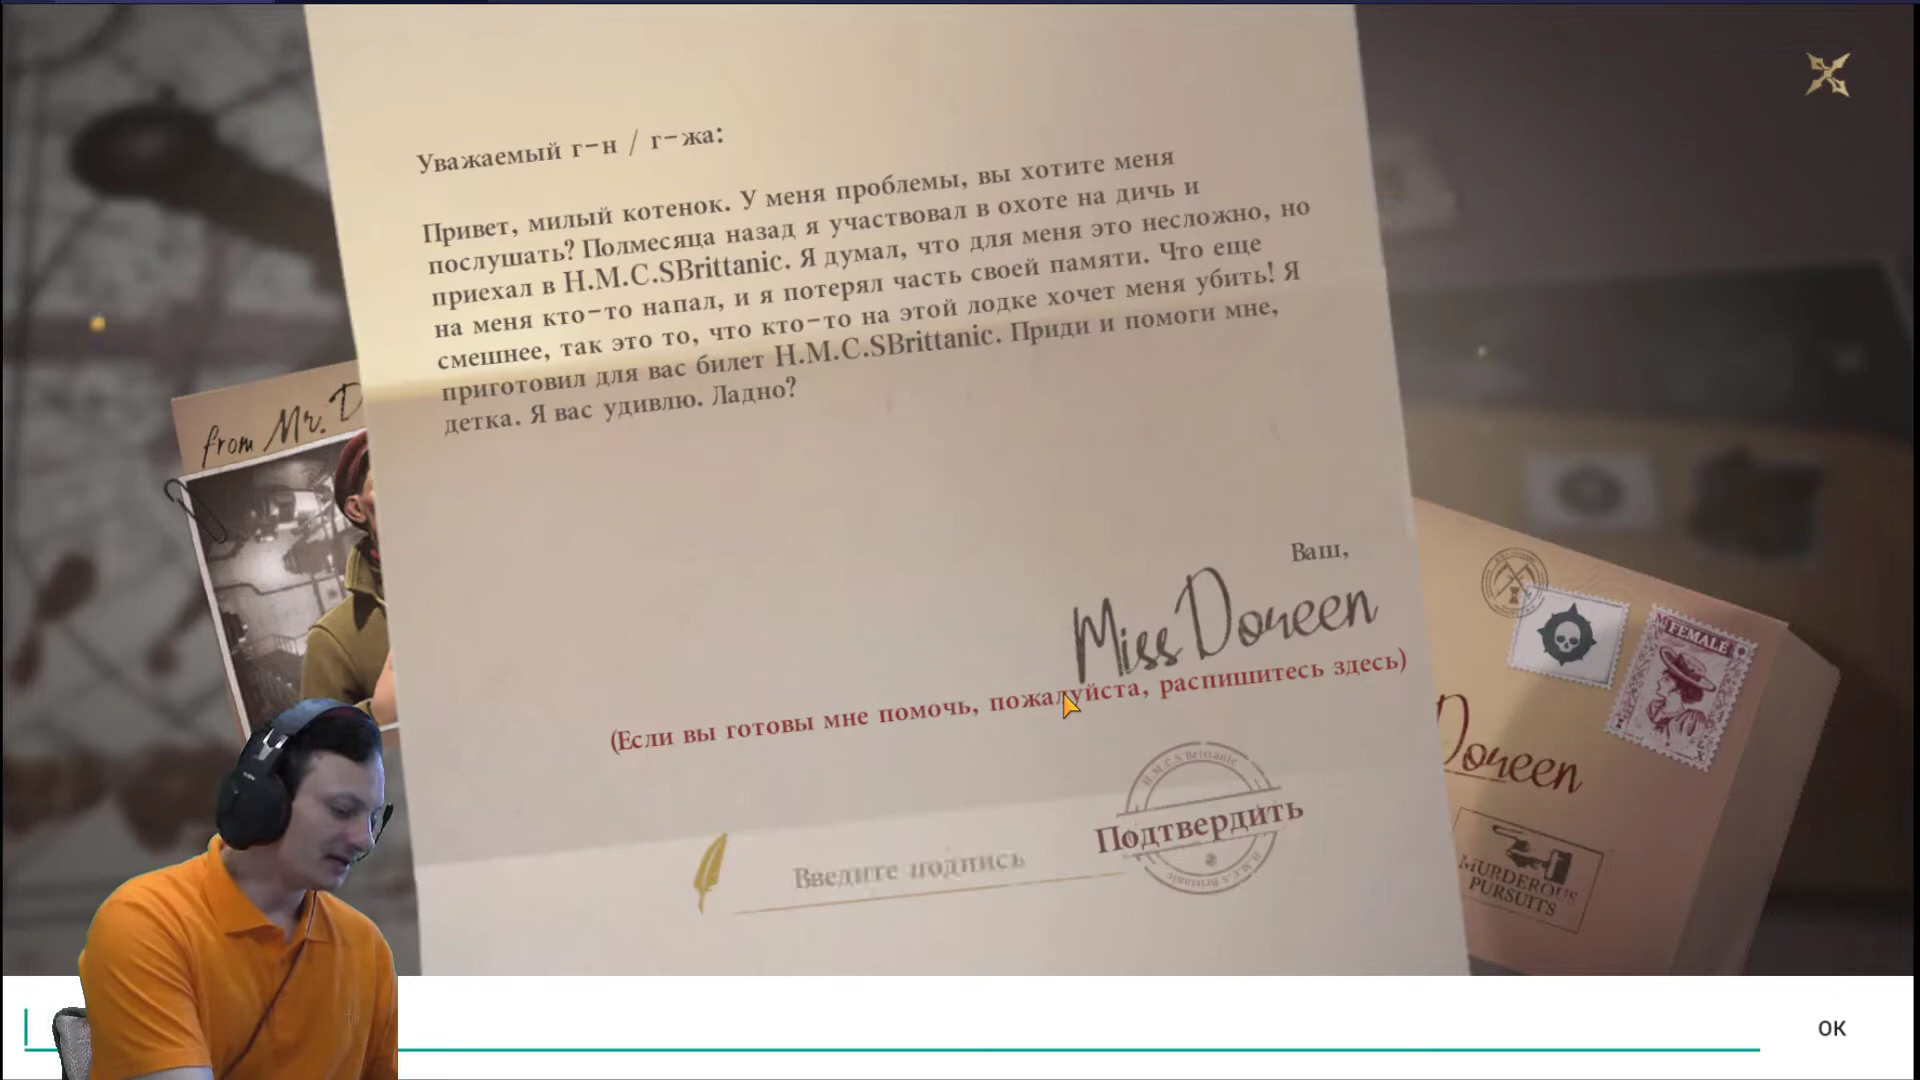 Уважаемый г-н / г-жа:
Привет, милый котенок. У меня проблемы, вы хотите меня
послушать? Полмесяца назад я участвовал в охоте на дичь и
приехал в H.M.C.SBrittanic. Я думал, что для меня это несложно, но
на меня кто-то напал, и я потерял часть своей памяти. Что еще
смешнее, так это то, что кто-то на этой лодке хочет меня убить! Я
приготовил для вас билет H.M.C.SBrittanic. Приди и помоги мне,
детка. Я вас удивлю. Ладно?
from Mr. D
Ваш,
Miss Doreen
(Если вы готовы мне помочь, пожалуйста, распишитесь здесь)
FEMALE
Doreen
H.M.C.S Brittanic
Подтвердить
H.M.C.S Brittanic
Введите подпись
MURDEROUS
PURSUITS
ОК